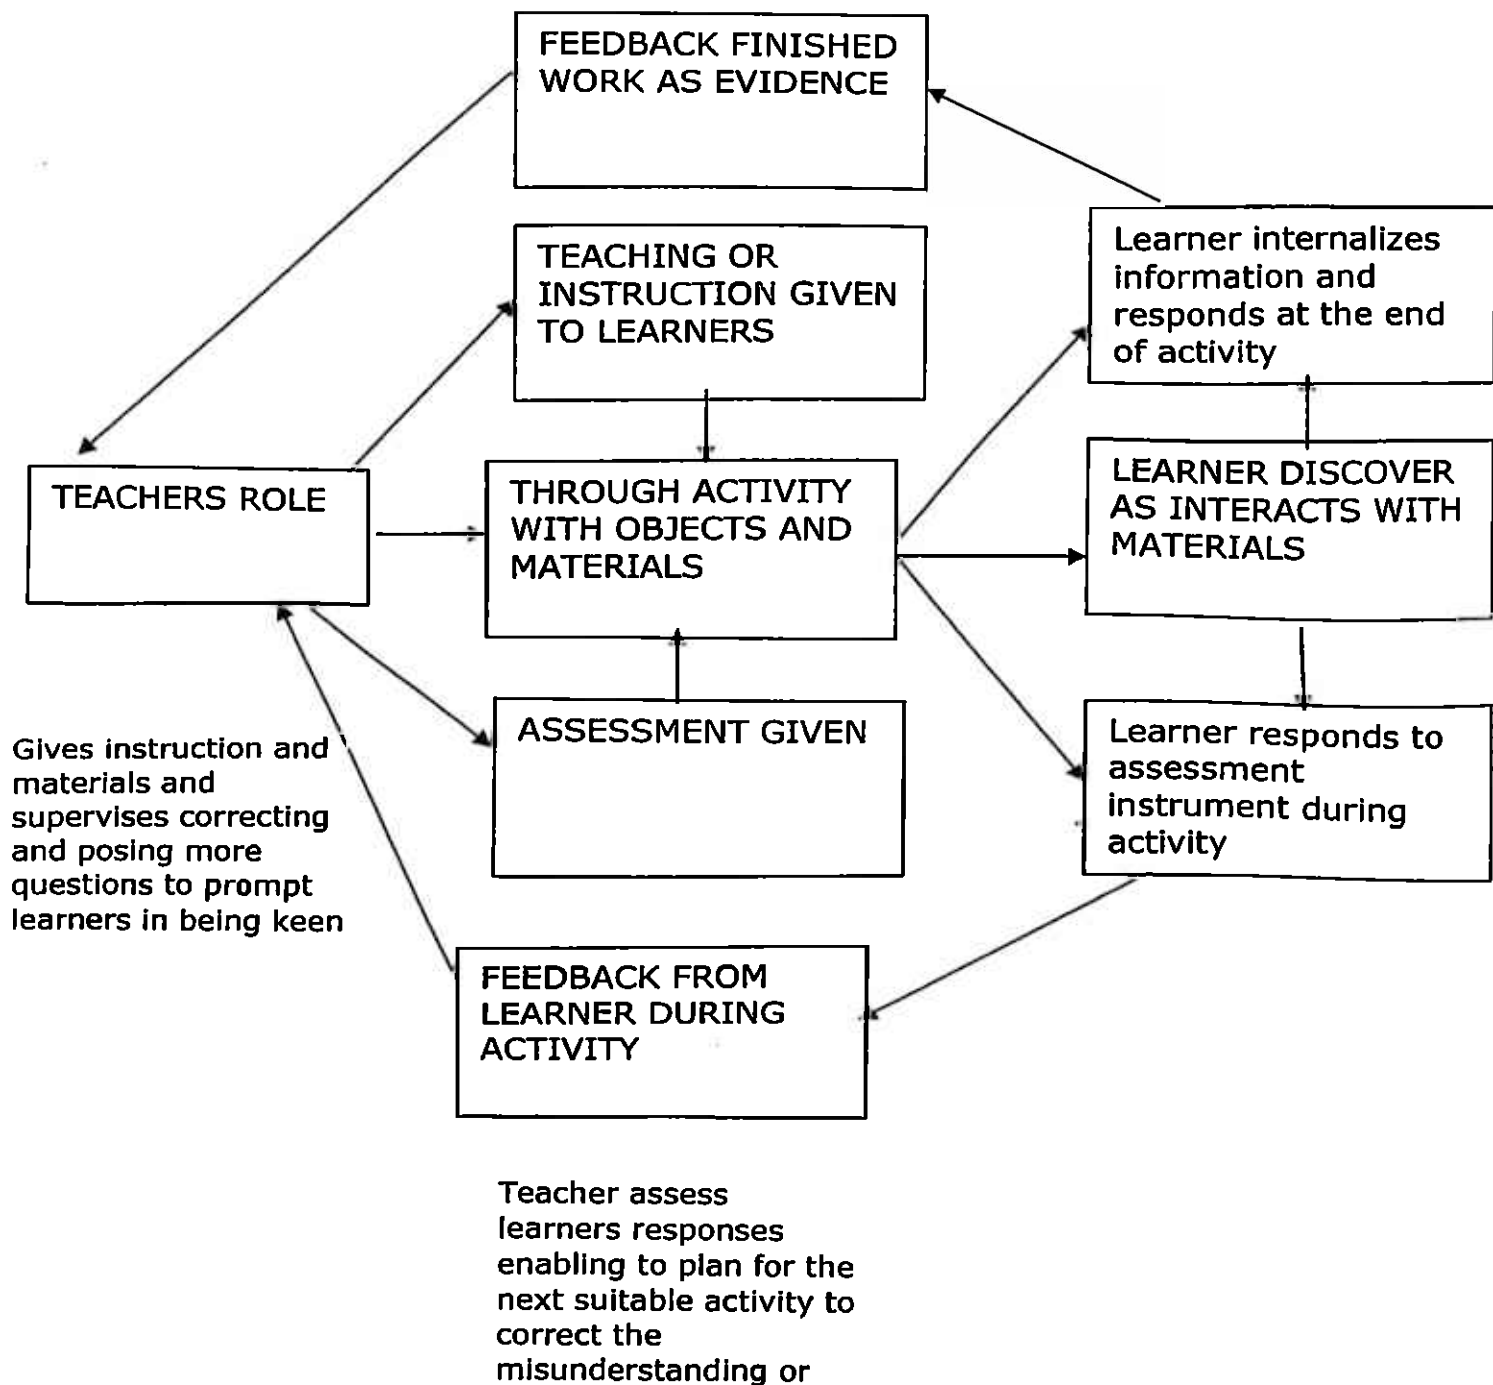 FEEDBACK FINISHED
WORK AS EVIDENCE
TEACHING OR
INSTRUCTION GIVEN
TO LEARNERS
Learner internalizes
information and
responds at the end
of activity
TEACHERS ROLE
THROUGH ACTIVITY
WITH OBJECTS AND
MATERIALS
LEARNER DISCOVER
AS INTERACTS WITH
MATERIALS
Gives instruction and
materials and
supervises correcting
and posing more
questions to prompt
learners in being keen
ASSESSMENT GIVEN
Learner responds to
assessment
instrument during
activity
FEEDBACK FROM
LEARNER DURING
ACTIVITY
Teacher assess
learners responses
enabling to plan for the
next suitable activity to
correct the
misunderstanding or